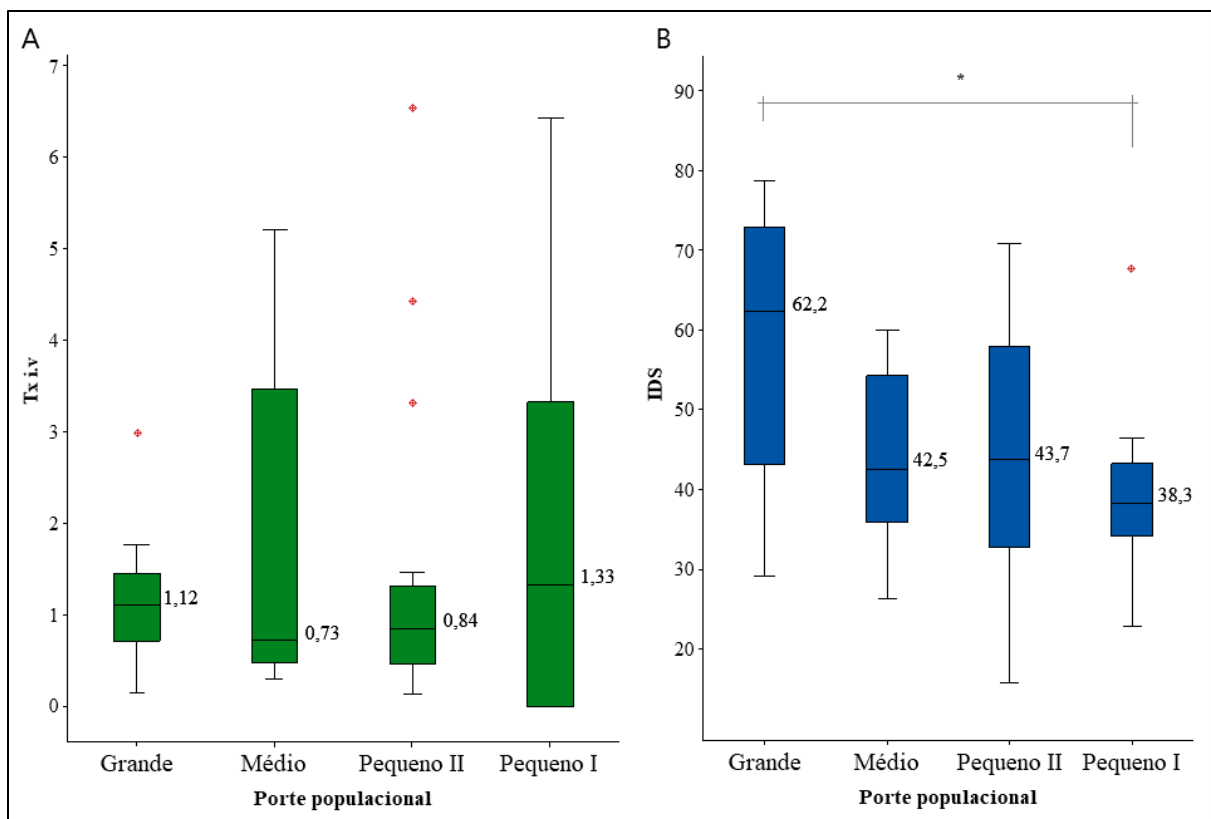 A
7
6
5
4
3
2
1
0
Tx i.v
1,12
0,73
0,84
1,33
Grande
Médio
Pequeno II
Pequeno I
Porte populacional
B
*
90
80
70
60
50
40
30
20
IDS
62,2
42,5
43,7
38,3
Grande
Médio
Pequeno II
Pequeno I
Porte populacional